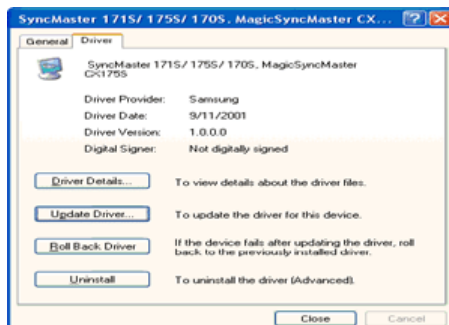 SyncMaster 171S/ 175S/ 170S, MagicSyncMaster CX...
General
Driver
SyncMaster 171S/ 175S/ 170S, MagicSyncMaster
CX175S
Driver Provider: Samsung
Driver Date: 9/11/2001
Driver Version: 1.0.0.0
Digital Signer: Not digitally signed
Driver Details... To view details about the driver files.
Update Driver... To update the driver for this device.
Roll Back Driver If the device fails after updating the driver, roll
back to the previously installed driver.
Uninstall To uninstall the driver (Advanced).
Close Cancel